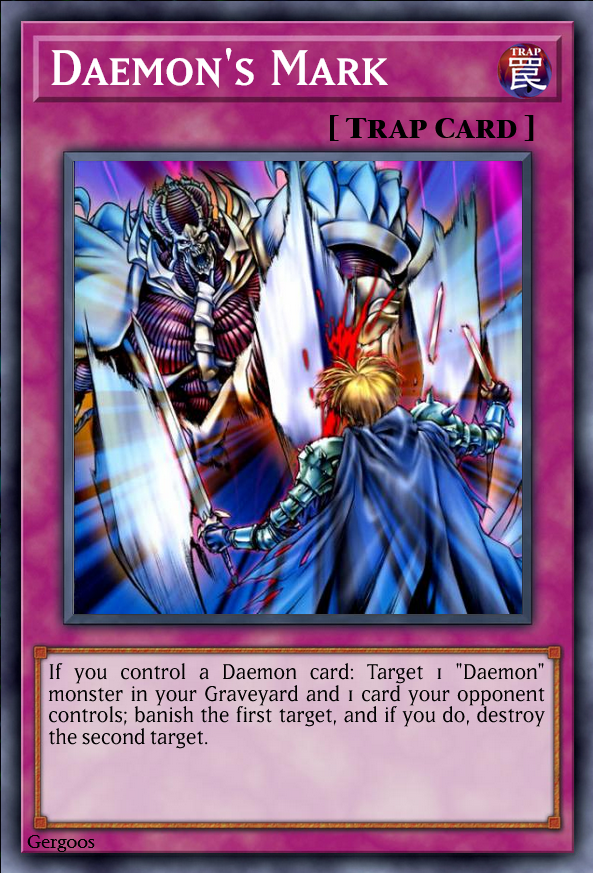 Daemon's Mark
TRAP
罠
[ Trap Card ]
If you control a Daemon card: Target 1 "Daemon"
monster in your Graveyard and 1 card your opponent
controls; banish the first target, and if you do, destroy
the second target.
Gergoos